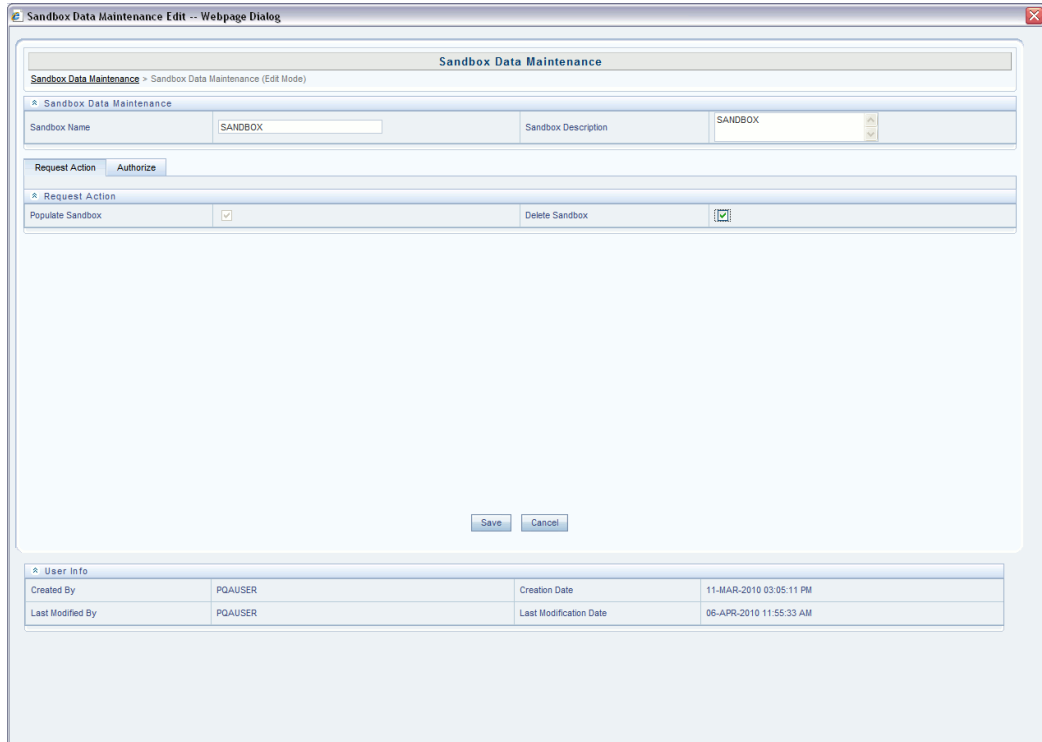 Sandbox Data Maintenance Edit -- Webpage Dialog
Sandbox Data Maintenance
Sandbox Data Maintenance > Sandbox Data Maintenance (Edit Mode)
Sandbox Data Maintenance
Sandbox Name SANDBOX Sandbox Description SANDBOX
Request Action Authorize
Request Action
Populate Sandbox Delete Sandbox
Save Cancel
User Info
Created By PQAUSER Creation Date 11-MAR-2010 03:05:11 PM
Last Modified By PQAUSER Last Modification Date 06-APR-2010 11:55:33 AM